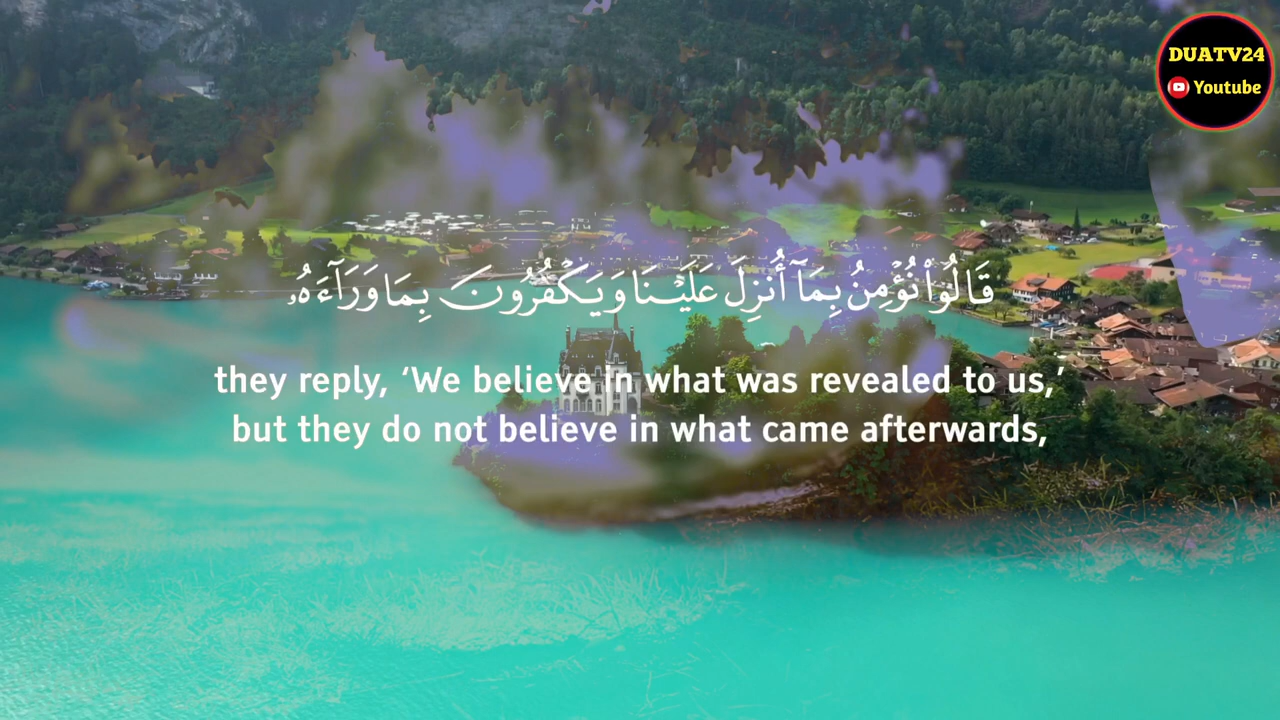 DUATV24
Youtube
قَالُوا۟ نُؤْمِنُ بِمَآ أُنزِلَ عَلَيْنَا وَيَكْفُرُونَ بِمَا وَرَآءَهُۥ
they reply, ‘We believe in what was revealed to us,’
but they do not believe in what came afterwards,